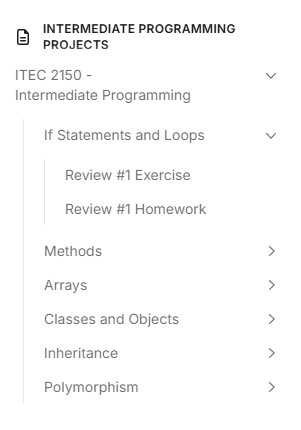 INTERMEDIATE PROGRAMMING
PROJECTS
ITEC 2150 -
Intermediate Programming
If Statements and Loops
Review #1 Exercise
Review #1 Homework
Methods
Arrays
Classes and Objects
Inheritance
Polymorphism